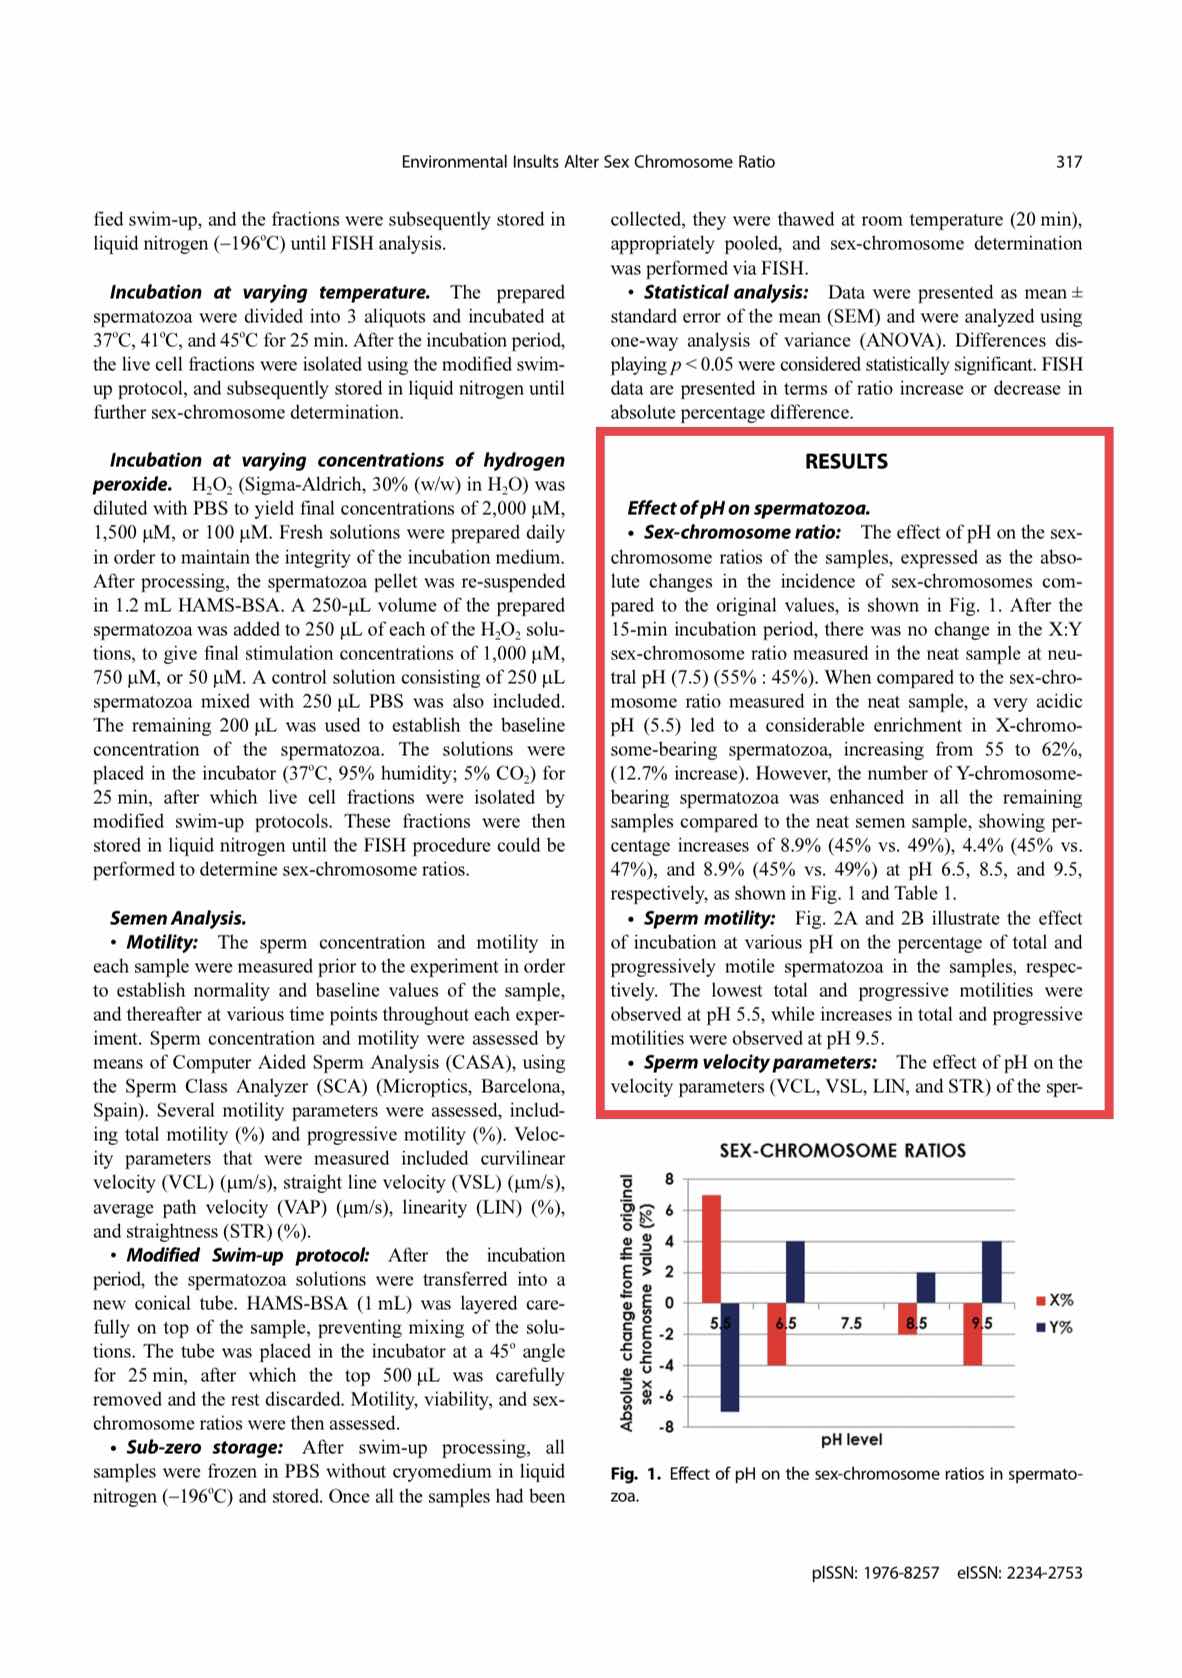 Environmental Insults Alter Sex Chromosome Ratio 317
fied swim-up, and the fractions were subsequently stored in
liquid nitrogen (−196°C) until FISH analysis.
Incubation at varying temperature. The prepared
spermatozoa were divided into 3 aliquots and incubated at
37°C, 41°C, and 45°C for 25 min. After the incubation period,
the live cell fractions were isolated using the modified swim-
up protocol, and subsequently stored in liquid nitrogen until
further sex-chromosome determination.
Incubation at varying concentrations of hydrogen
peroxide. H₂O₂ (Sigma-Aldrich, 30% (w/w) in H₂O) was
diluted with PBS to yield final concentrations of 2,000 μM,
1,500 μM, or 100 μM. Fresh solutions were prepared daily
in order to maintain the integrity of the incubation medium.
After processing, the spermatozoa pellet was re-suspended
in 1.2 mL HAMS-BSA. A 250-μL volume of the prepared
spermatozoa was added to 250 μL of each of the H₂O₂ solu-
tions, to give final stimulation concentrations of 1,000 μM,
750 μM, or 50 μM. A control solution consisting of 250 μL
spermatozoa mixed with 250 μL PBS was also included.
The remaining 200 μL was used to establish the baseline
concentration of the spermatozoa. The solutions were
placed in the incubator (37°C, 95% humidity; 5% CO₂) for
25 min, after which live cell fractions were isolated by
modified swim-up protocols. These fractions were then
stored in liquid nitrogen until the FISH procedure could be
performed to determine sex-chromosome ratios.
Semen Analysis.
• Motility: The sperm concentration and motility in
each sample were measured prior to the experiment in order
to establish normality and baseline values of the sample,
and thereafter at various time points throughout each exper-
iment. Sperm concentration and motility were assessed by
means of Computer Aided Sperm Analysis (CASA), using
the Sperm Class Analyzer (SCA) (Microptics, Barcelona,
Spain). Several motility parameters were assessed, includ-
ing total motility (%) and progressive motility (%). Veloc-
ity parameters that were measured included curvilinear
velocity (VCL) (μm/s), straight line velocity (VSL) (μm/s),
average path velocity (VAP) (μm/s), linearity (LIN) (%),
and straightness (STR) (%).
• Modified Swim-up protocol: After the incubation
period, the spermatozoa solutions were transferred into a
new conical tube. HAMS-BSA (1 mL) was layered care-
fully on top of the sample, preventing mixing of the solu-
tions. The tube was placed in the incubator at a 45° angle
for 25 min, after which the top 500 μL was carefully
removed and the rest discarded. Motility, viability, and sex-
chromosome ratios were then assessed.
• Sub-zero storage: After swim-up processing, all
samples were frozen in PBS without cryomedium in liquid
nitrogen (−196°C) and stored. Once all the samples had been
collected, they were thawed at room temperature (20 min),
appropriately pooled, and sex-chromosome determination
was performed via FISH.
• Statistical analysis: Data were presented as mean ±
standard error of the mean (SEM) and were analyzed using
one-way analysis of variance (ANOVA). Differences dis-
playing p < 0.05 were considered statistically significant. FISH
data are presented in terms of ratio increase or decrease in
absolute percentage difference.
RESULTS
Effect of pH on spermatozoa.
• Sex-chromosome ratio: The effect of pH on the sex-
chromosome ratios of the samples, expressed as the abso-
lute changes in the incidence of sex-chromosomes com-
pared to the original values, is shown in Fig. 1. After the
15-min incubation period, there was no change in the X:Y
sex-chromosome ratio measured in the neat sample at neu-
tral pH (7.5) (55% : 45%). When compared to the sex-chro-
mosome ratio measured in the neat sample, a very acidic
pH (5.5) led to a considerable enrichment in X-chromo-
some-bearing spermatozoa, increasing from 55 to 62%,
(12.7% increase). However, the number of Y-chromosome-
bearing spermatozoa was enhanced in all the remaining
samples compared to the neat semen sample, showing per-
centage increases of 8.9% (45% vs. 49%), 4.4% (45% vs.
47%), and 8.9% (45% vs. 49%) at pH 6.5, 8.5, and 9.5,
respectively, as shown in Fig. 1 and Table 1.
• Sperm motility: Fig. 2A and 2B illustrate the effect
of incubation at various pH on the percentage of total and
progressively motile spermatozoa in the samples, respec-
tively. The lowest total and progressive motilities were
observed at pH 5.5, while increases in total and progressive
motilities were observed at pH 9.5.
• Sperm velocity parameters: The effect of pH on the
velocity parameters (VCL, VSL, LIN, and STR) of the sper-
SEX-CHROMOSOME RATIOS
Absolute change from the original
sex chromosme value (%)
8
6
4
2
0
-2
-4
-6
-8
5.5 6.5 7.5 8.5 9.5
pH level
X%
Y%
Fig. 1. Effect of pH on the sex-chromosome ratios in spermato-
zoa.
pISSN: 1976-8257 eISSN: 2234-2753